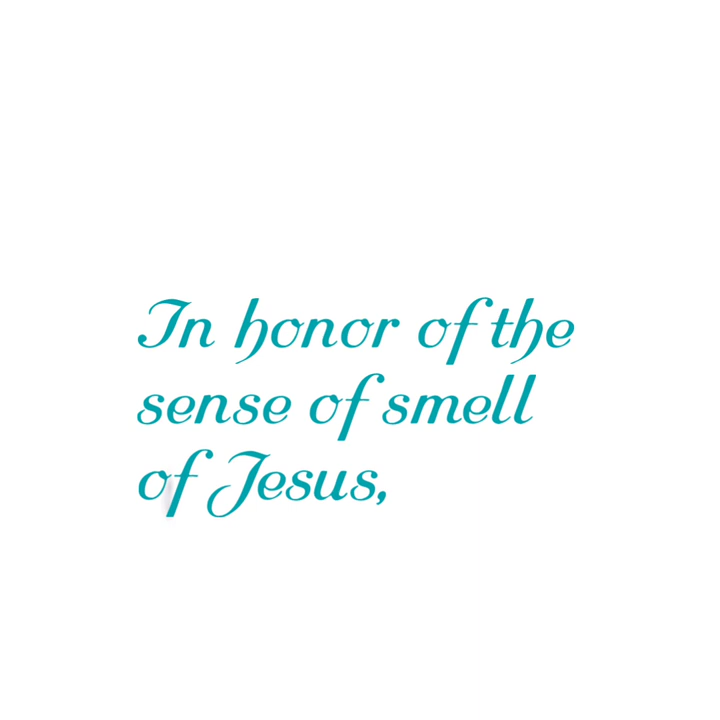 In honor of the
sense of smell
of Jesus,